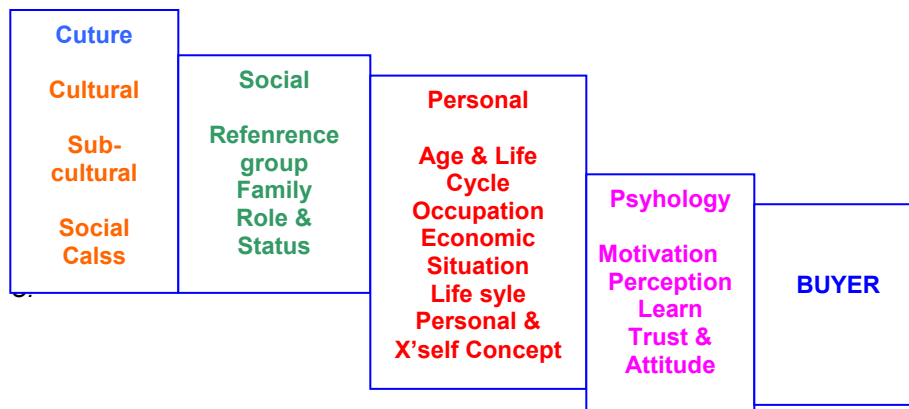 Cuture
Cultural
Sub-
cultural
Social
Calss
Social
Refenrence
group
Family
Role &
Status
Personal
Age & Life
Cycle
Occupation
Economic
Situation
Life syle
Personal &
X’self Concept
Psyhology
Motivation
Perception
Learn
Trust &
Attitude
BUYER